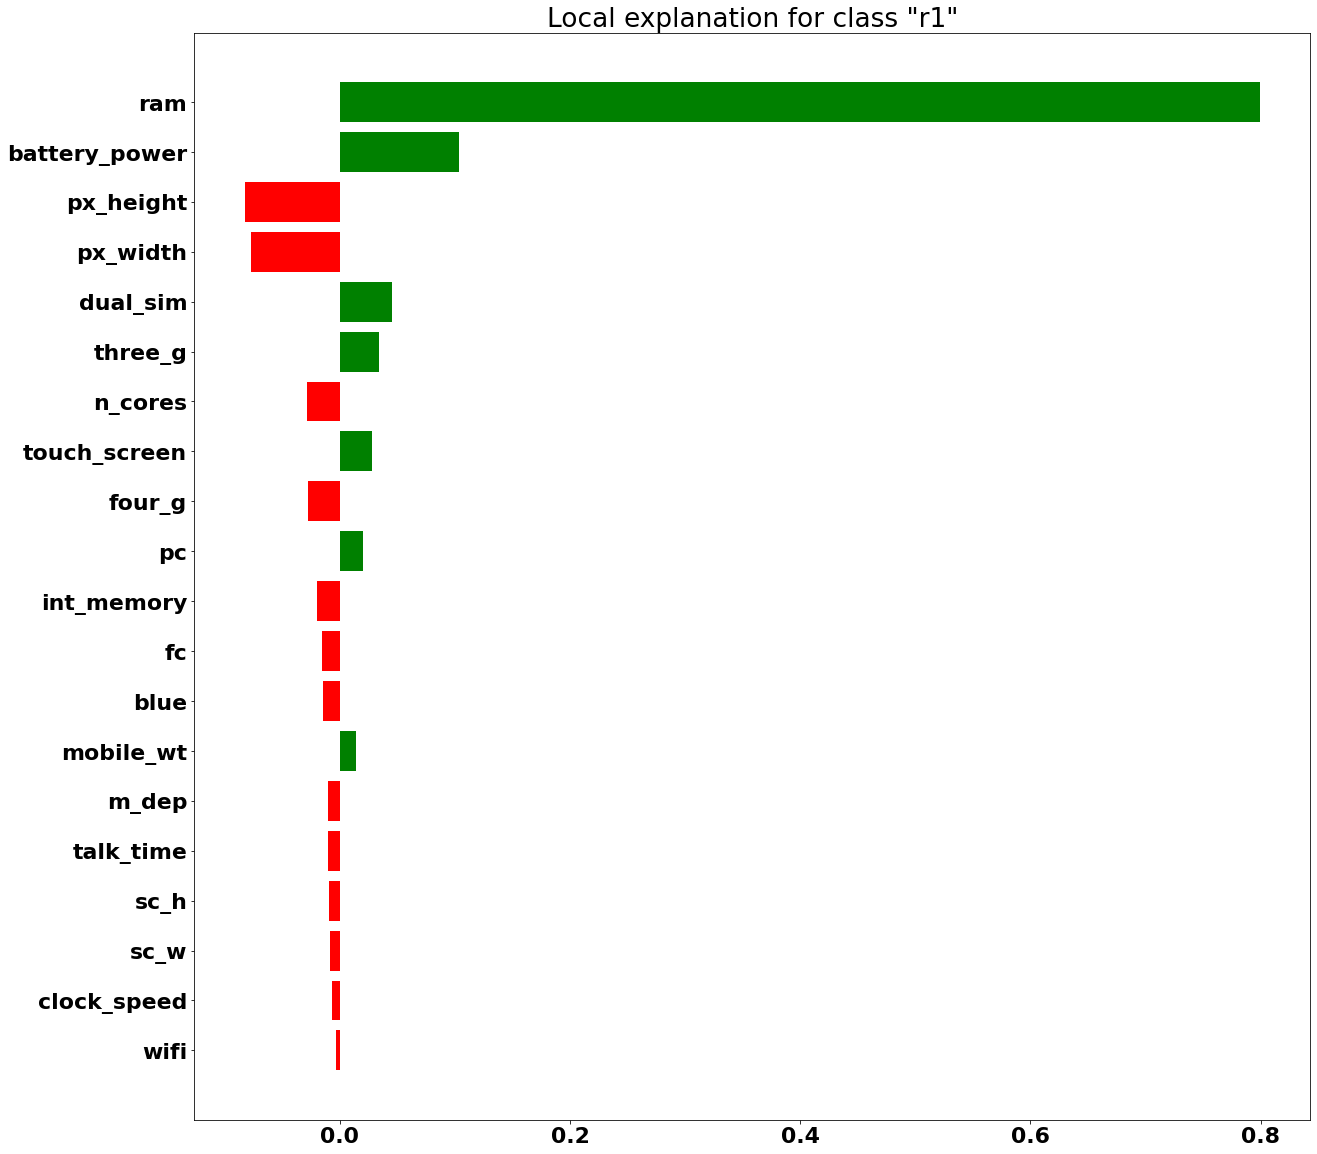 Local explanation for class "r1"
ram
battery_power
px_height
px_width
dual_sim
three_g
n_cores
touch_screen
four_g
pc
int_memory
fc
blue
mobile_wt
m_dep
talk_time
sc_h
sc_w
clock_speed
wifi
0.0 0.2 0.4 0.6 0.8